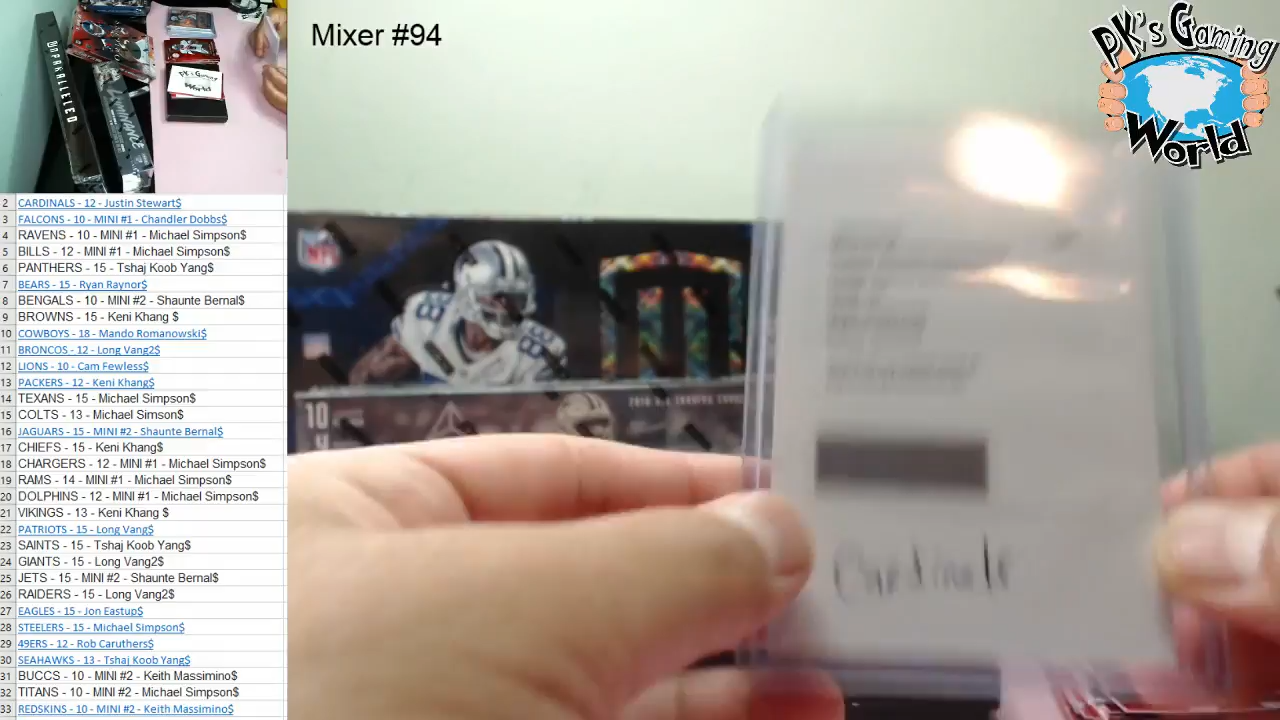 Mixer #94
PK's Gaming
World
UNPARALLELED
PK's Gaming
World
2 CARDINALS - 12 - Justin Stewart$
3 FALCONS - 10 - MINI #1 - Chandler Dobbs$
4 RAVENS - 10 - MINI #1 - Michael Simpson$
5 BILLS - 12 - MINI #1 - Michael Simpson$
6 PANTHERS - 15 - Tshaj Koob Yang$
7 BEARS - 15 - Ryan Raynor$
8 BENGALS - 10 - MINI #2 - Shaunte Bernal$
9 BROWNS - 15 - Keni Khang $
10 COWBOYS - 18 - Mando Romanowski$
11 BRONCOS - 12 - Long Vang2$
12 LIONS - 10 - Cam Fewless$
13 PACKERS - 12 - Keni Khang$
14 TEXANS - 15 - Michael Simpson$
15 COLTS - 13 - Michael Simson$
16 JAGUARS - 15 - MINI #2 - Shaunte Bernal$
17 CHIEFS - 15 - Keni Khang$
18 CHARGERS - 12 - MINI #1 - Michael Simpson$
19 RAMS - 14 - MINI #1 - Michael Simpson$
20 DOLPHINS - 12 - MINI #1 - Michael Simpson$
21 VIKINGS - 13 - Keni Khang $
22 PATRIOTS - 15 - Long Vang$
23 SAINTS - 15 - Tshaj Koob Yang$
24 GIANTS - 15 - Long Vang2$
25 JETS - 15 - MINI #2 - Shaunte Bernal$
26 RAIDERS - 15 - Long Vang2$
27 EAGLES - 15 - Jon Eastup$
28 STEELERS - 15 - Michael Simpson$
29 49ERS - 12 - Rob Caruthers$
30 SEAHAWKS - 13 - Tshaj Koob Yang$
31 BUCCS - 10 - MINI #2 - Keith Massimino$
32 TITANS - 10 - MINI #2 - Michael Simpson$
33 REDSKINS - 10 - MINI #2 - Keith Massimino$
NFL
88
88
10
Cardinals